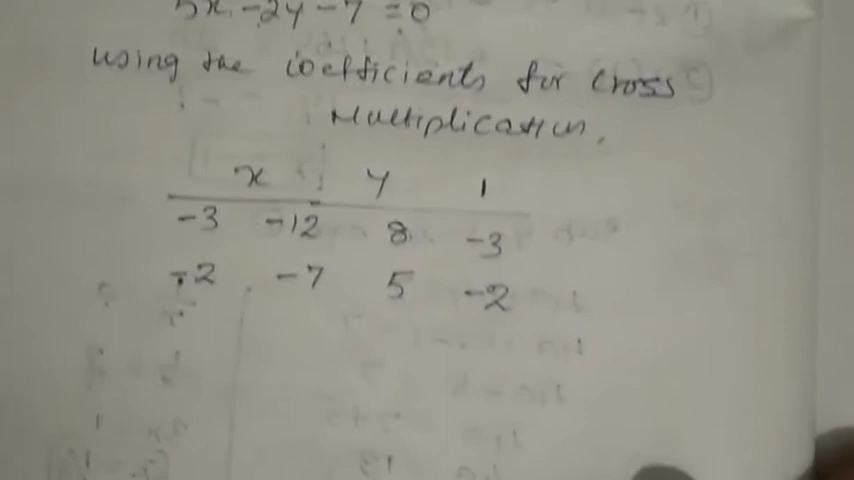 5x - 2y - 7 = 0
using the coefficients for cross
Multiplication.
x y 1
-3 -12 8 -3
-2 -7 5 -2